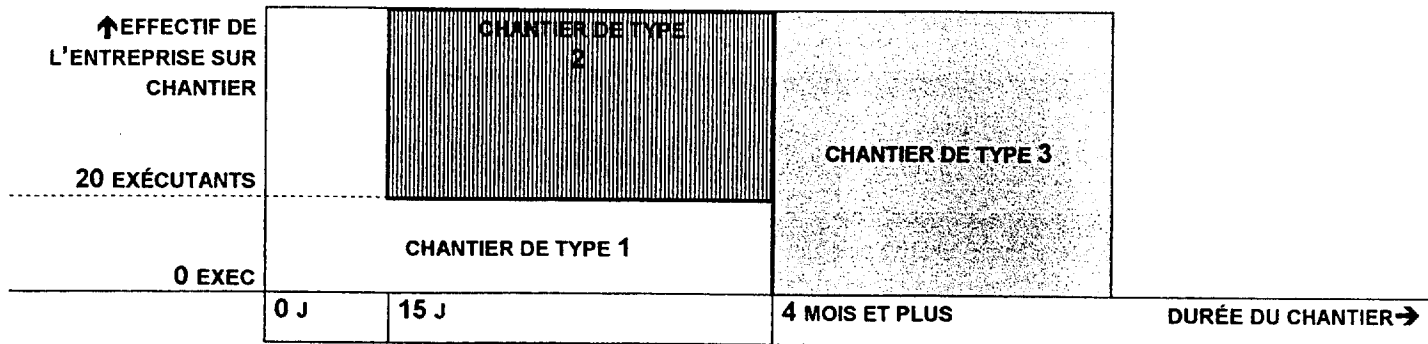 ↑EFFECTIF DE
L'ENTREPRISE SUR
CHANTIER
CHANTIER DE TYPE
2
CHANTIER DE TYPE 3
20 EXÉCUTANTS
CHANTIER DE TYPE 1
0 EXEC
0 J
15 J
4 MOIS ET PLUS
DURÉE DU CHANTIER→